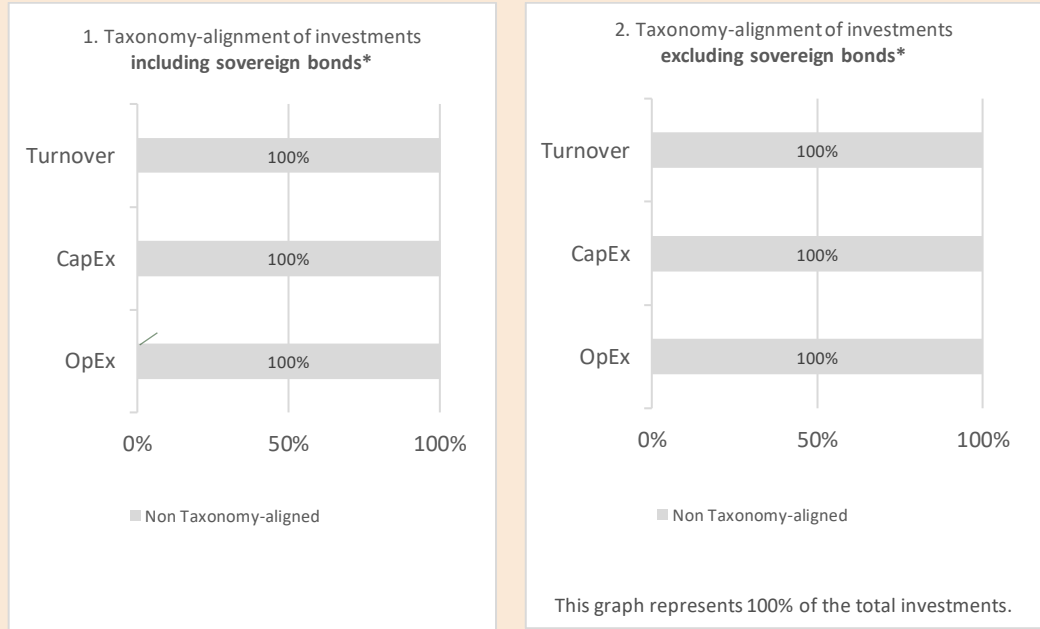 1. Taxonomy-alignment of investments
including sovereign bonds*
Turnover
100%
CapEx
100%
OpEx
100%
0%
50%
100%
Non Taxonomy-aligned
2. Taxonomy-alignment of investments
excluding sovereign bonds*
Turnover
100%
CapEx
100%
OpEx
100%
0%
50%
100%
Non Taxonomy-aligned
This graph represents 100% of the total investments.